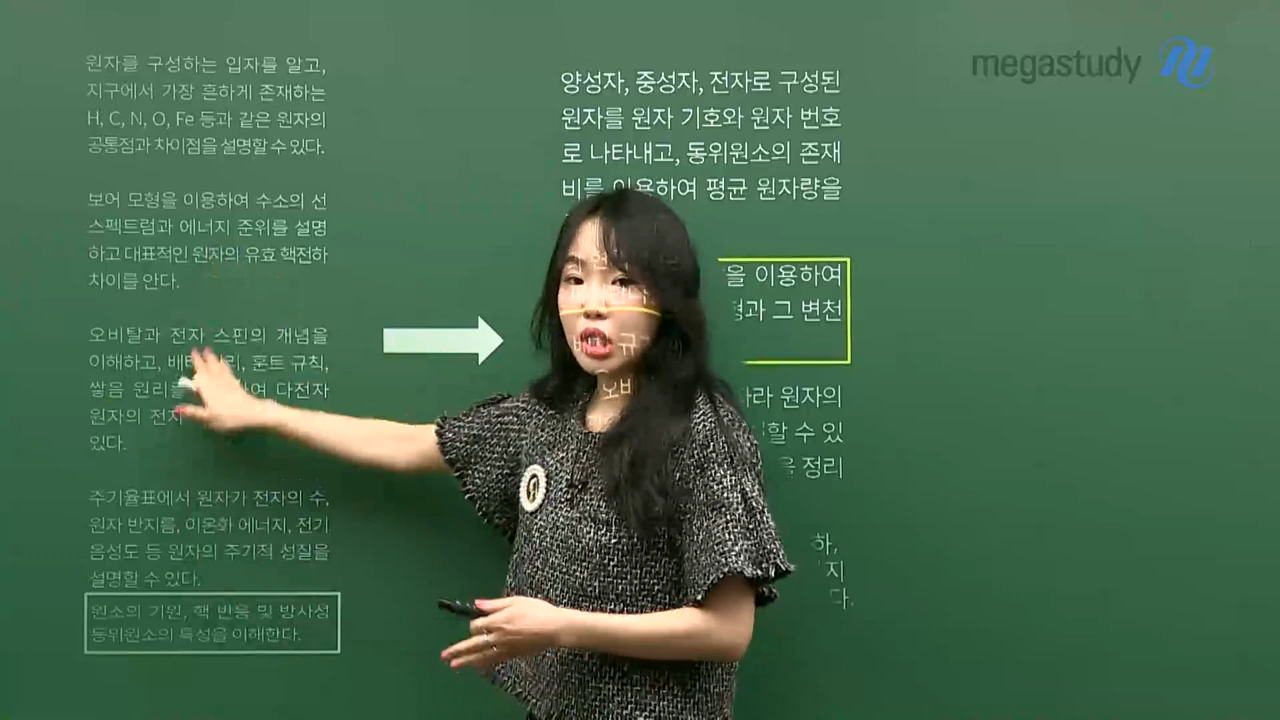 원자를 구성하는 입자를 알고,
지구에서 가장 흔하게 존재하는
H, C, N, O, Fe 등과 같은 원자의
공통점과 차이점을 설명할 수 있다.
보어 모형을 이용하여 수소의 선
스펙트럼과 에너지 준위를 설명
하고 대표적인 원자의 유효 핵전하
차이를 안다.
오비탈과 전자 스핀의 개념을
이해하고, 훈트 규칙,
쌓음 원리를 다전자
원자의 전자
있다.
주기율표에서 원자가 전자의 수,
원자 반지름, 이온화 에너지, 전기
음성도 등 원자의 주기적 성질을
설명할 수 있다.
원소의 기원, 핵 반응 및 방사성
동위원소의 특성을 이해한다.
양성자, 중성자, 전자로 구성된
원자를 원자 기호와 원자 번호
로 나타내고, 동위원소의 존재
비를 이용하여 평균 원자량을
을 이용하여
과 그 변천
규
오비
원자의
할 수 있
정리
하,
지
다.
megastudy